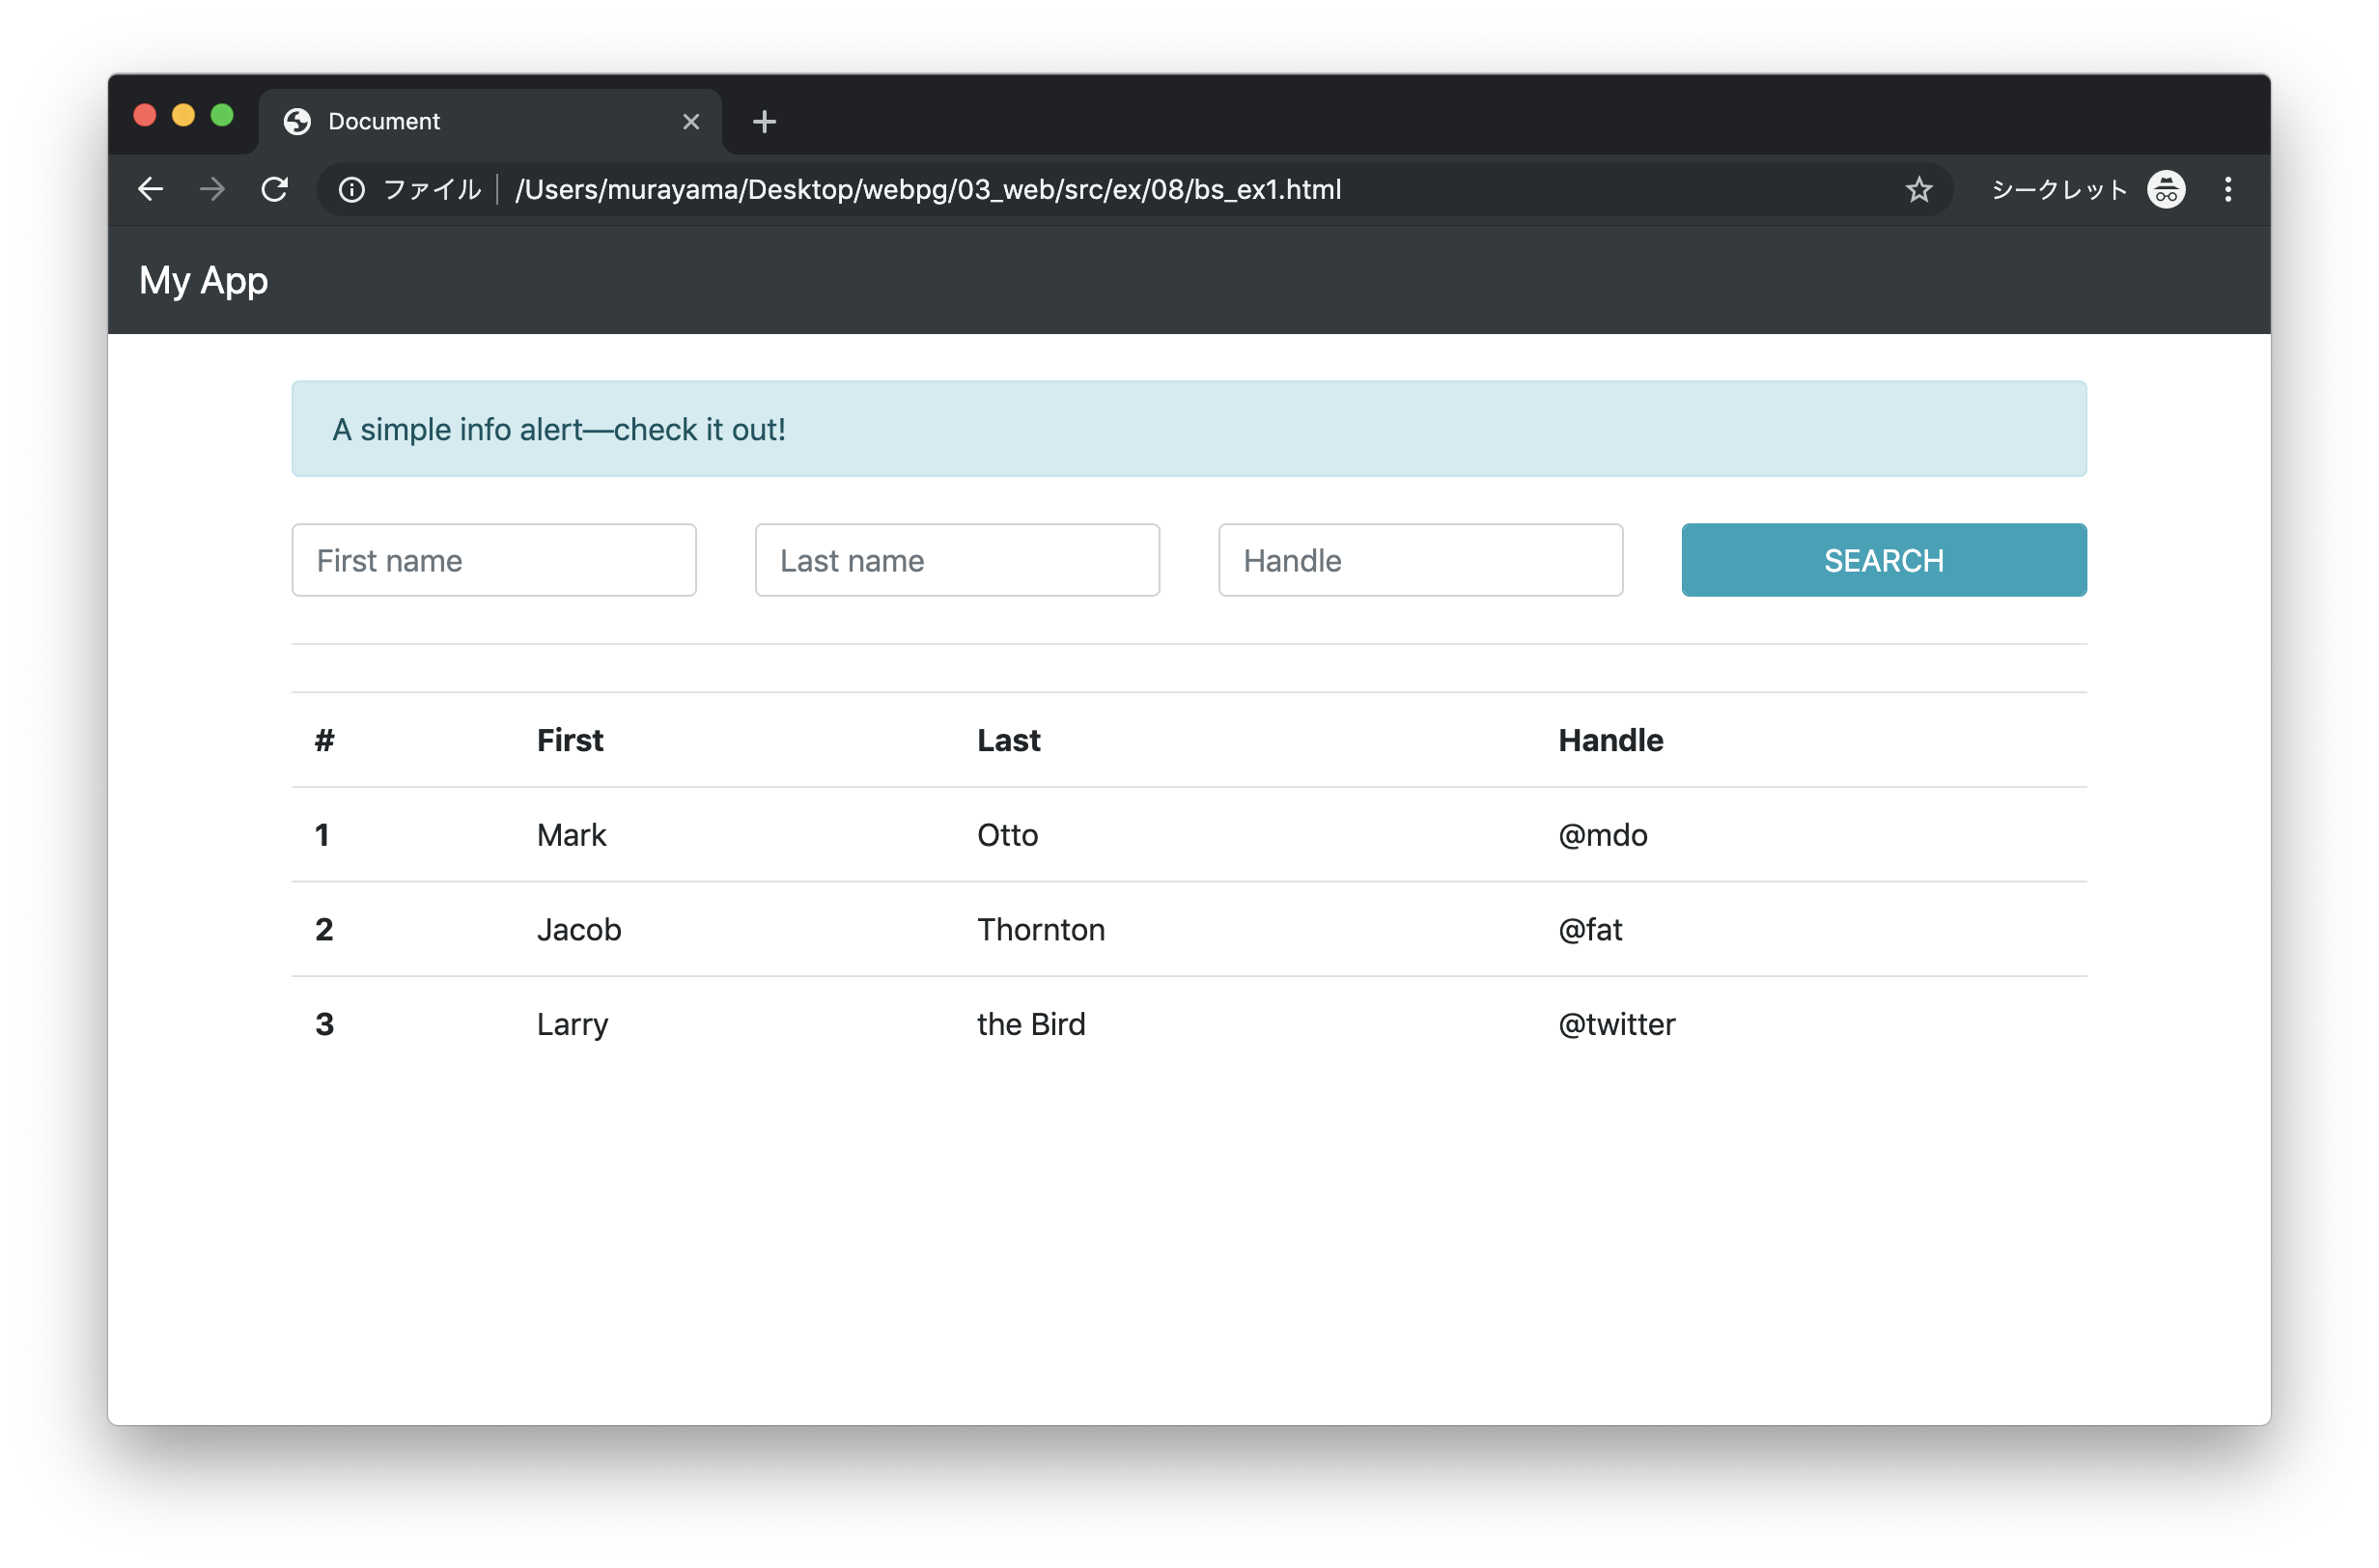 Document
ファイル /Users/murayama/Desktop/webpg/03_web/src/ex/08/bs_ex1.html シークレット
My App
A simple info alert—check it out!
First name Last name Handle SEARCH
# First Last Handle
1 Mark Otto @mdo
2 Jacob Thornton @fat
3 Larry the Bird @twitter